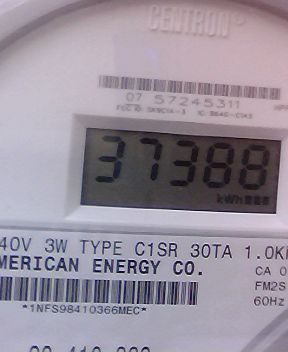 CENTRON®
07 57245311
37388
kWh
40V 3W TYPE C1SR 30TA 1.0K
MERICAN ENERGY CO.
CA 0
FM2S
60Hz
*1NFS98410366MEC*